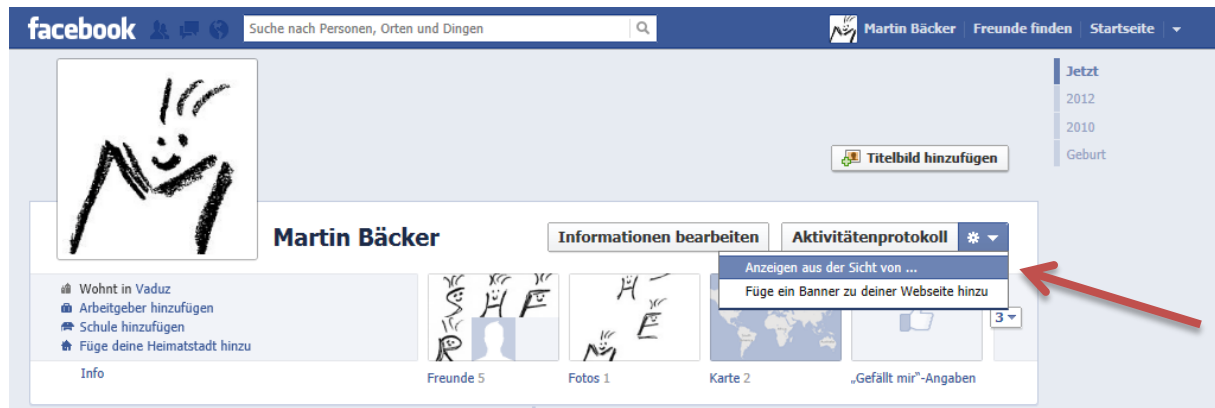 facebook
Suche nach Personen, Orten und Dingen
Martin Bäcker Freunde finden Startseite
Jetzt
2012
2010
Geburt
Titelbild hinzufügen
Martin Bäcker
Informationen bearbeiten
Aktivitätenprotokoll
Anzeigen aus der Sicht von ...
Füge ein Banner zu deiner Webseite hinzu
Wohnt in Vaduz
Arbeitgeber hinzufügen
Schule hinzufügen
Füge deine Heimatstadt hinzu
Info
3
Freunde 5
Fotos 1
Karte 2
„Gefällt mir“-Angaben